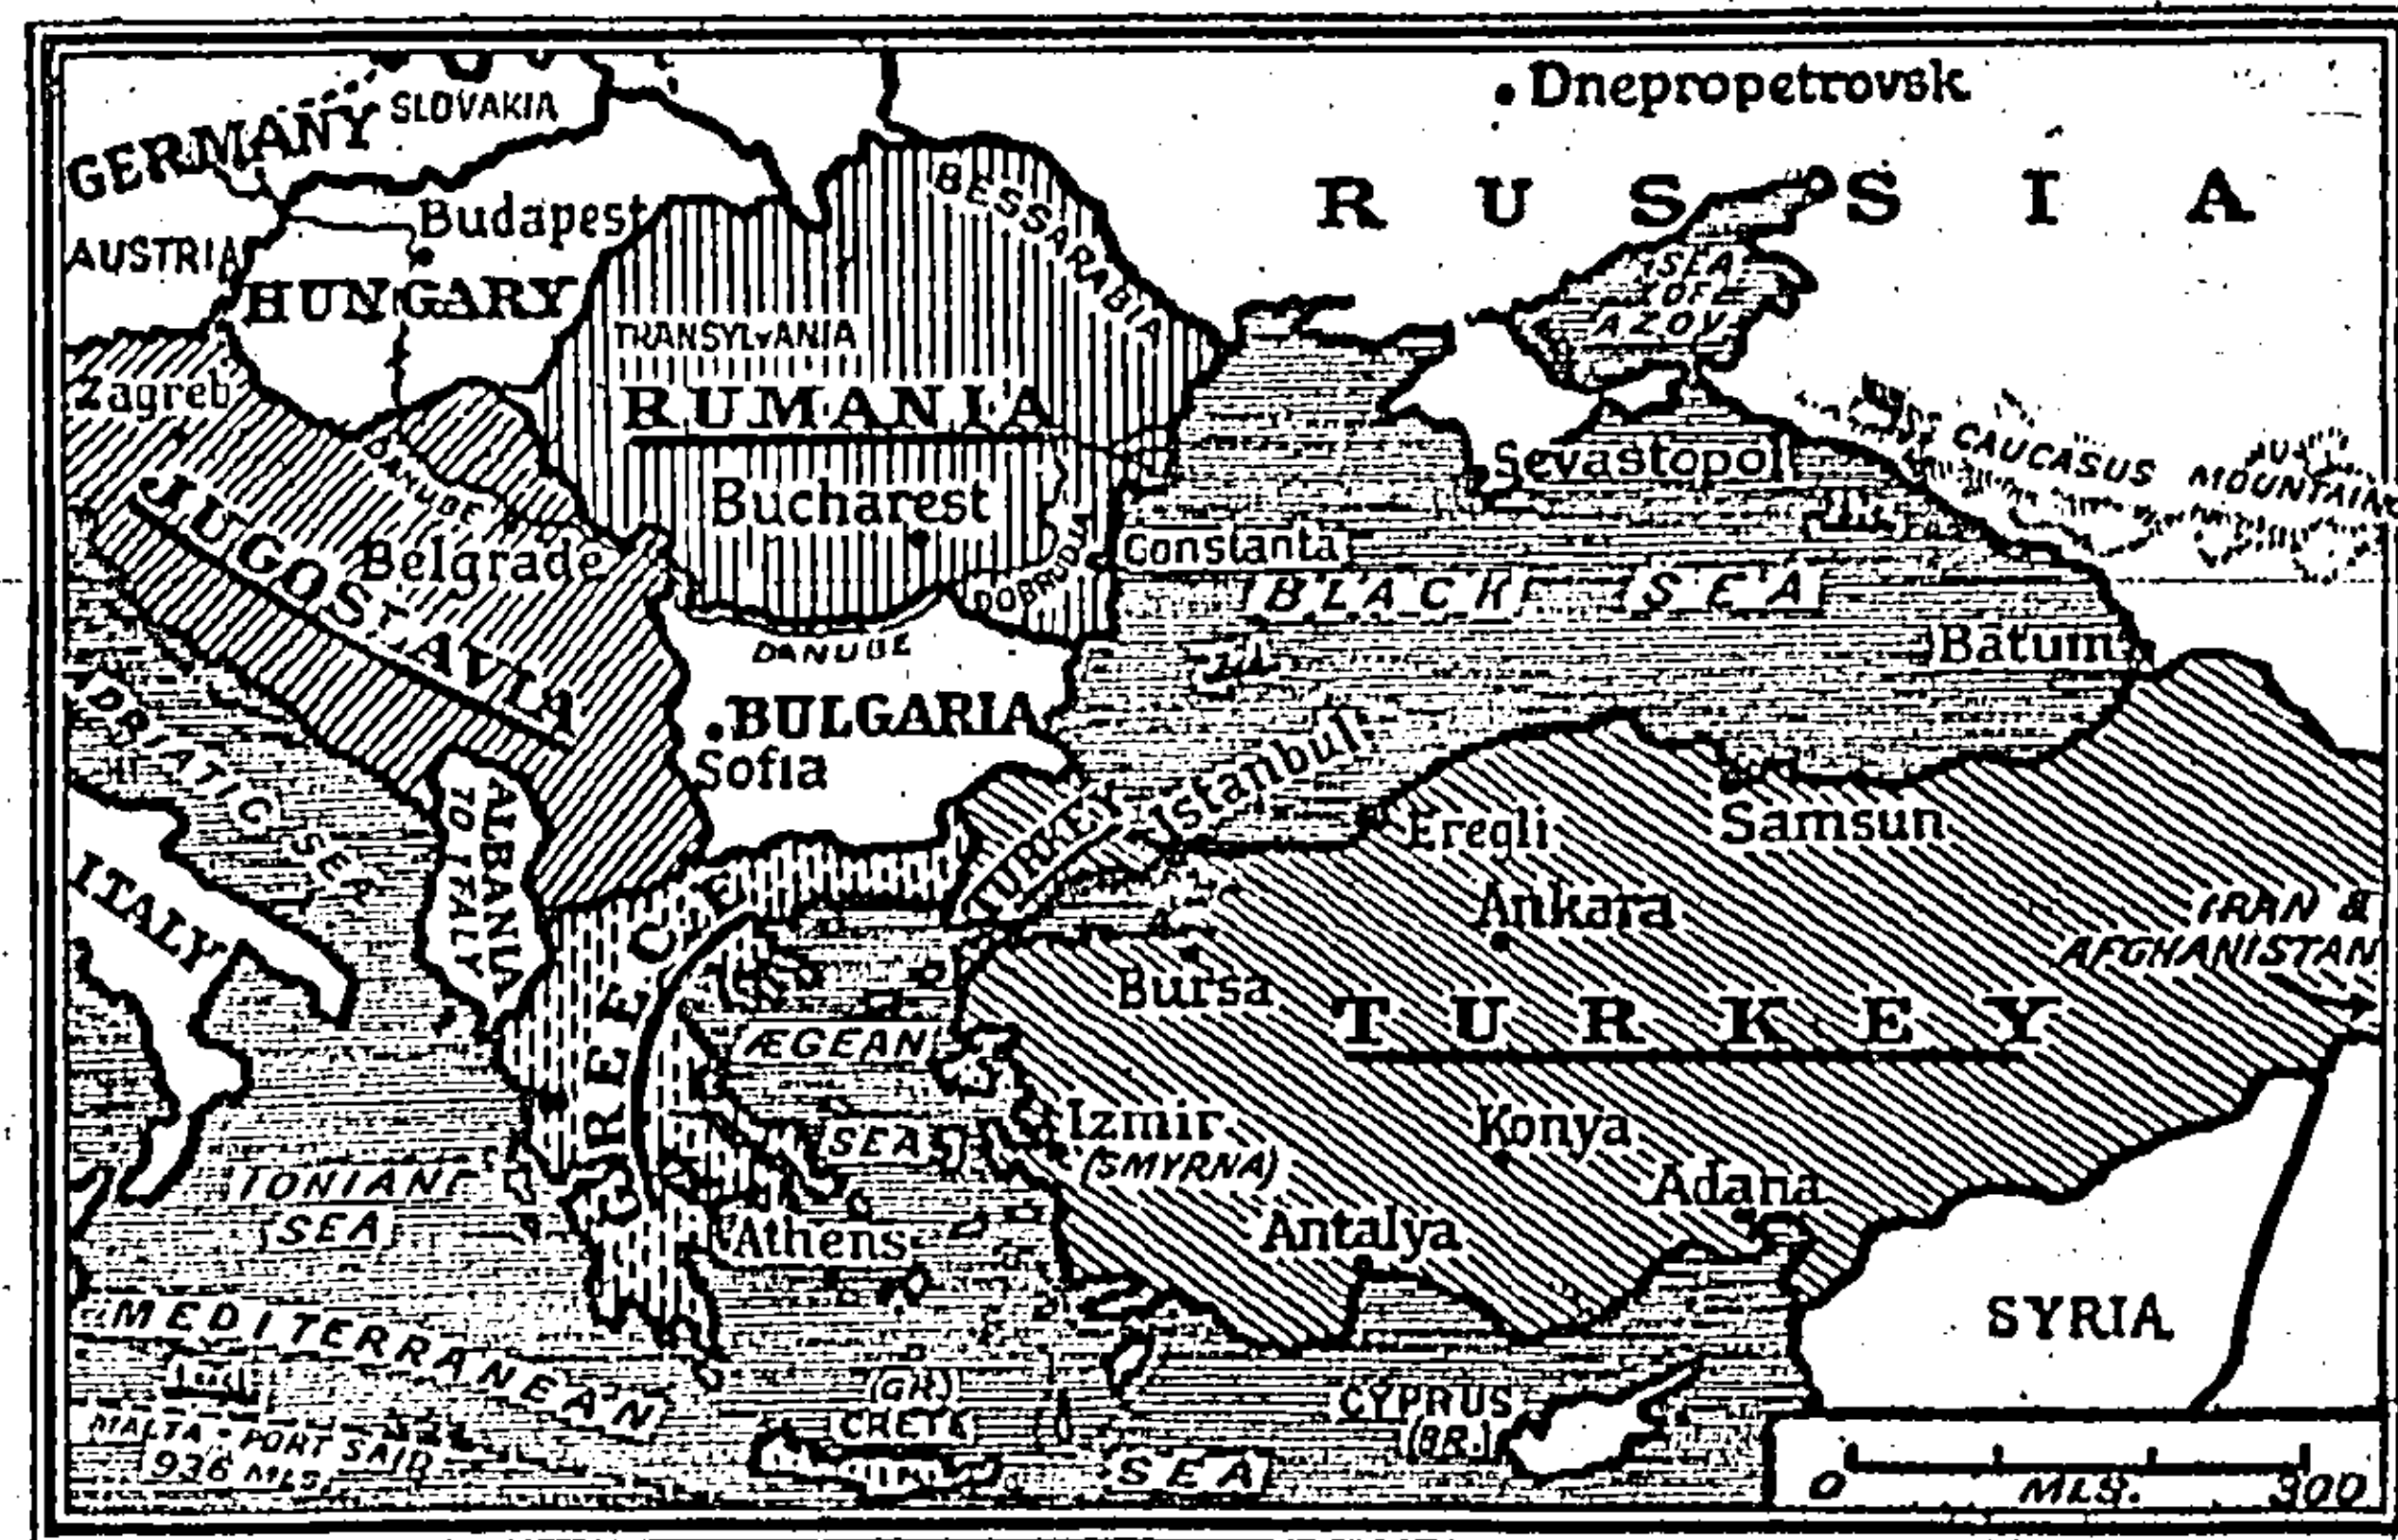 Dnepropetrovsk
SLOVAKIA
GERMANY
RUSSIA
BESSARABIA
Budapest
AUSTRIA
HUNGARY
SEA
OF
AZOV
TRANSYLVANIA
Zagreb
RUMANIA
CAUCASUS MOUNTAINS
Sevastopol
DANUBE
Bucharest
JUGOSLAVIA
Belgrade
Constanta
DOBRUDJA
BLACK SEA
DANUBE
Batum
ADRIATIC SEA
BULGARIA
Sofia
Istanbul
TURKEY
Eregli
Samsun
ALBANIA
TO ITALY
ITALY
GREECE
Ankara
IRAN &
AFGHANISTAN
Bursa
TURKEY
ÆGEAN
SEA
Izmir
(SMYRNA)
Konya
Adana
IONIAN
SEA
Athens
Antalya
MEDITERRANEAN
SYRIA
(GR.)
CRETE
CYPRUS
(BR.)
MALTA - PORT SAID
936 MLS.
SEA
0 MLS. 300